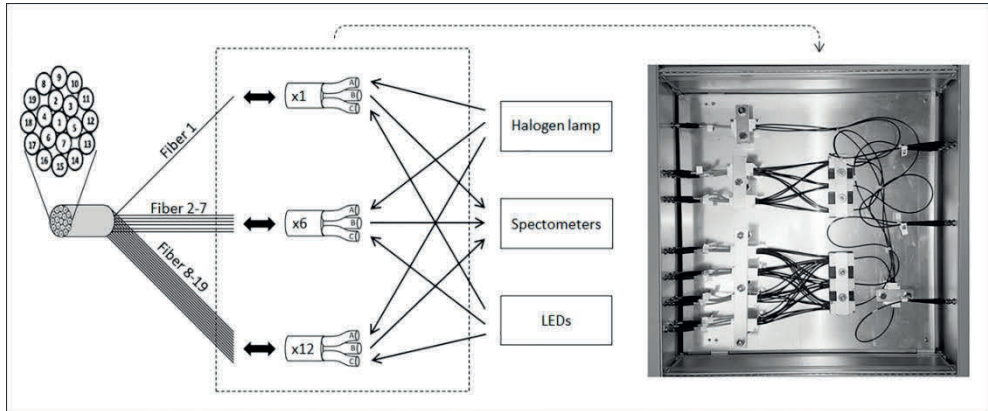 9
8 10
19 2 3 11
18 4 1 5 12
17 6 7 13
16 15 14
Fiber 1
Fiber 2-7
Fiber 8-19
x1
A
B
C
x6
A
B
C
x12
A
B
C
Halogen lamp
Spectometers
LEDs